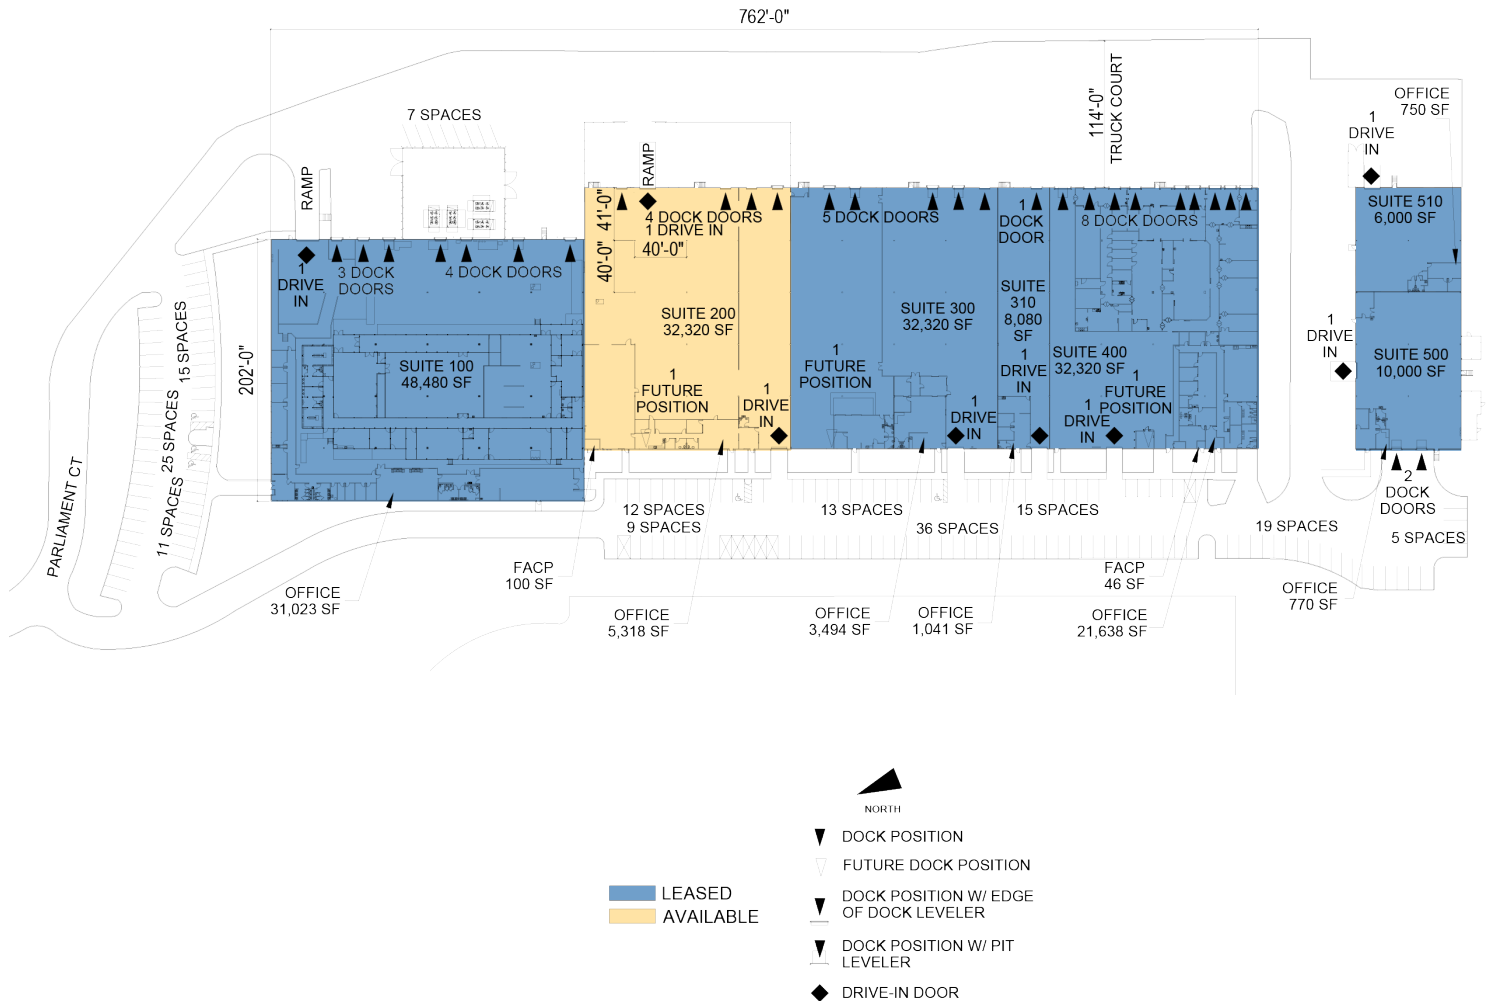 762'-0"
7 SPACES
RAMP
RAMP
114'-0"
TRUCK COURT
OFFICE
750 SF
1
DRIVE
IN
1
DRIVE
IN
3 DOCK
DOORS
4 DOCK DOORS
41'-0"
40'-0"
4 DOCK DOORS
1 DRIVE IN
40'-0"
5 DOCK DOORS
1
DOCK
DOOR
8 DOCK DOORS
SUITE 510
6,000 SF
SUITE 100
48,480 SF
SUITE 200
32,320 SF
SUITE 300
32,320 SF
SUITE
310
8,080
SF
SUITE 400
32,320 SF
1
DRIVE
IN
SUITE 500
10,000 SF
202'-0"
15 SPACES
25 SPACES
11 SPACES
PARLIAMENT CT
1
FUTURE
POSITION
1
DRIVE
IN
1
FUTURE
POSITION
1
DRIVE
IN
1
DRIVE
IN
1
DRIVE
IN
1
FUTURE
POSITION
2
DOCK
DOORS
12 SPACES
9 SPACES
13 SPACES
36 SPACES
15 SPACES
19 SPACES
5 SPACES
OFFICE
31,023 SF
FACP
100 SF
OFFICE
5,318 SF
OFFICE
3,494 SF
OFFICE
1,041 SF
FACP
46 SF
OFFICE
21,638 SF
OFFICE
770 SF
NORTH
DOCK POSITION
FUTURE DOCK POSITION
DOCK POSITION W/ EDGE
OF DOCK LEVELER
DOCK POSITION W/ PIT
LEVELER
DRIVE-IN DOOR
LEASED
AVAILABLE